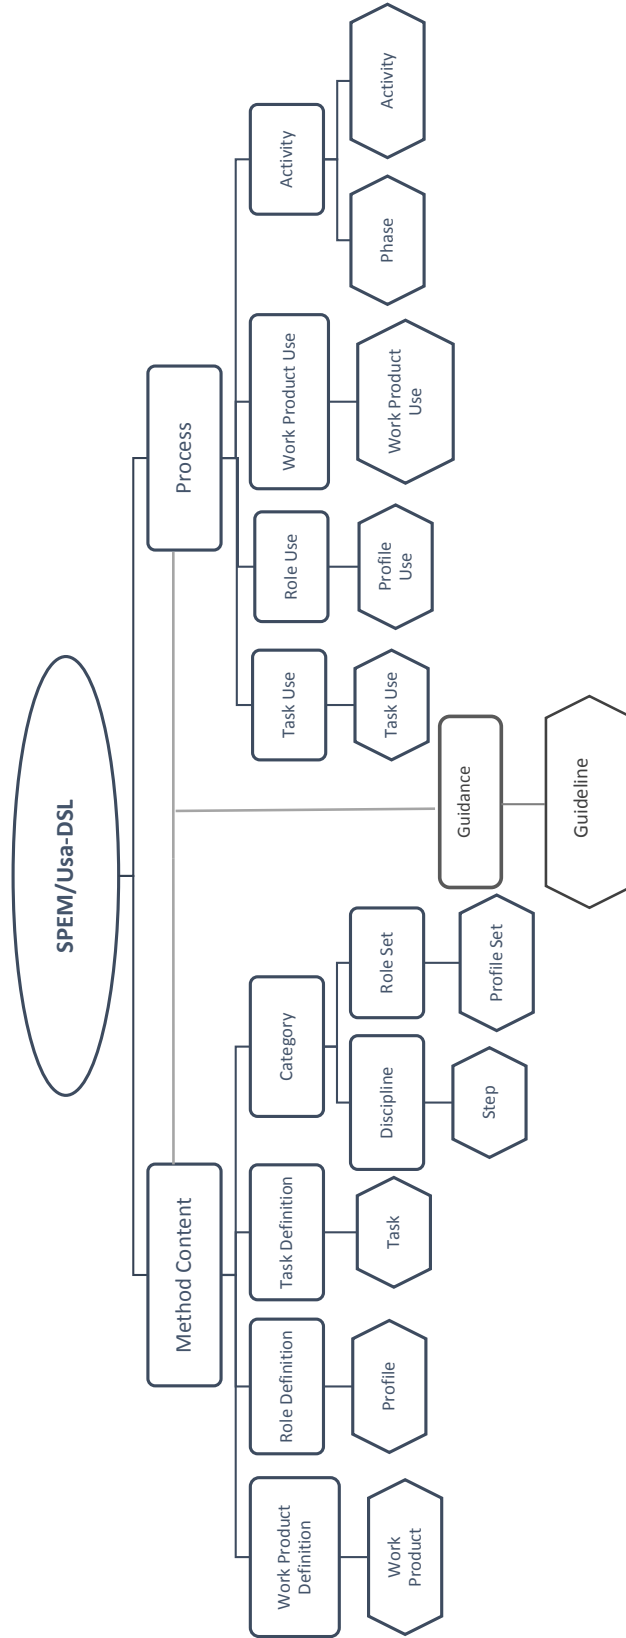 SPEM/Usa-DSL
Method Content
Process
Work Product
Definition
Role Definition
Task Definition
Category
Task Use
Role Use
Work Product Use
Activity
Work
Product
Profile
Task
Discipline
Role Set
Task Use
Profile
Use
Work Product
Use
Phase
Activity
Step
Profile Set
Guidance
Guideline